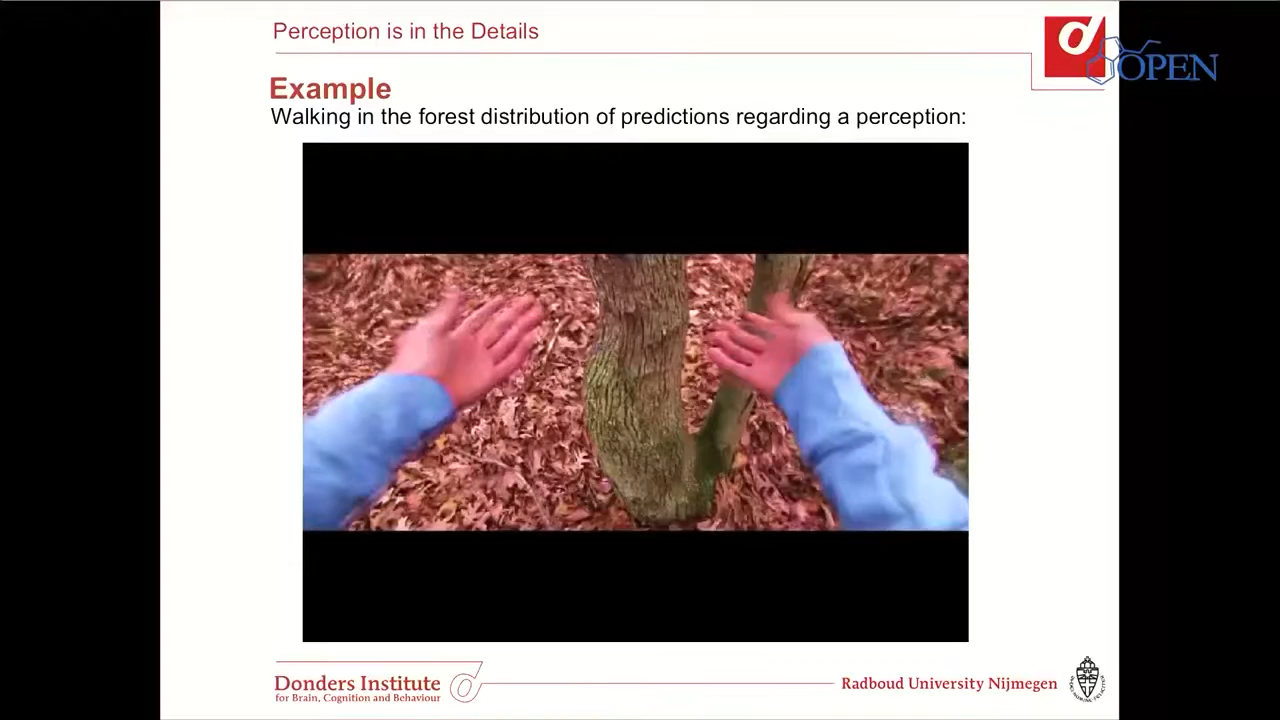 Perception is in the Details
OPEN
Example
Walking in the forest distribution of predictions regarding a perception:
Donders Institute
for Brain, Cognition and Behaviour
Radboud University Nijmegen